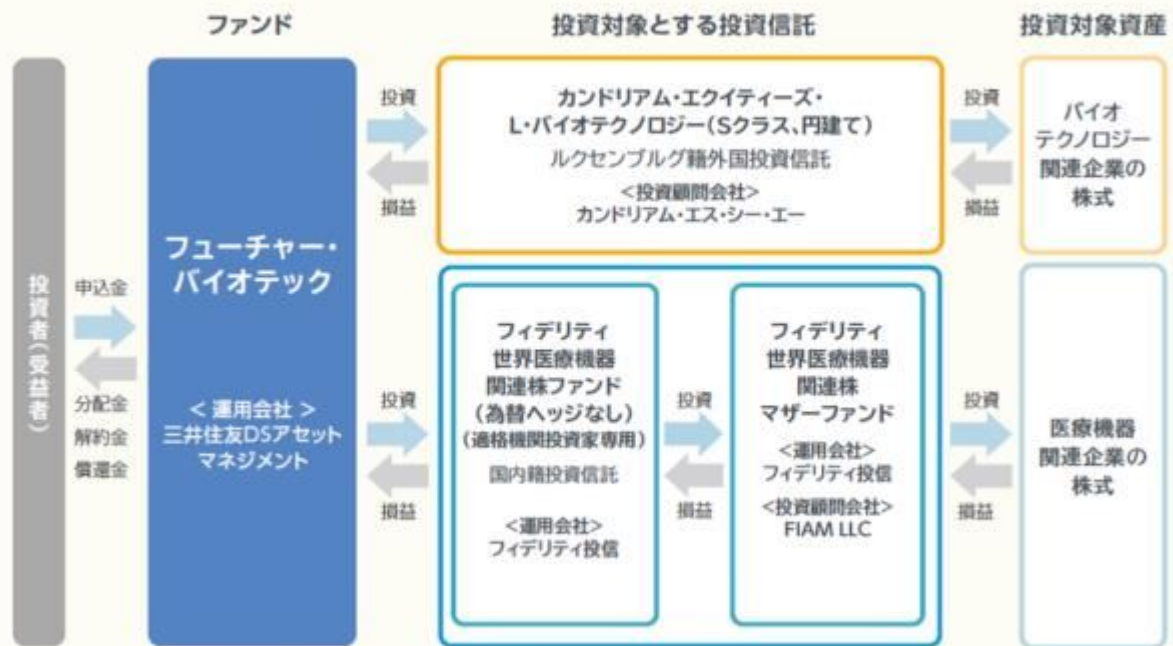 ファンド
投資対象とする投資信託
投資対象資産
投資者(受益者)
申込金
分配金
解約金
償還金
フューチャー・
バイオテック
< 運用会社 >
三井住友DSアセット
マネジメント
投資
損益
カンドリアム・エクイティーズ・
L・バイオテクノロジー(Sクラス、円建て)
ルクセンブルグ籍外国投資信託
<投資顧問会社>
カンドリアム・エス・シー・エー
投資
損益
バイオ
テクノロジー
関連企業の
株式
投資
損益
フィデリティ
世界医療機器
関連株ファンド
(為替ヘッジなし)
(適格機関投資家専用)
国内籍投資信託
<運用会社>
フィデリティ投信
投資
損益
フィデリティ
世界医療機器
関連株
マザーファンド
<運用会社>
フィデリティ投信
<投資顧問会社>
FIAM LLC
投資
損益
医療機器
関連企業の
株式